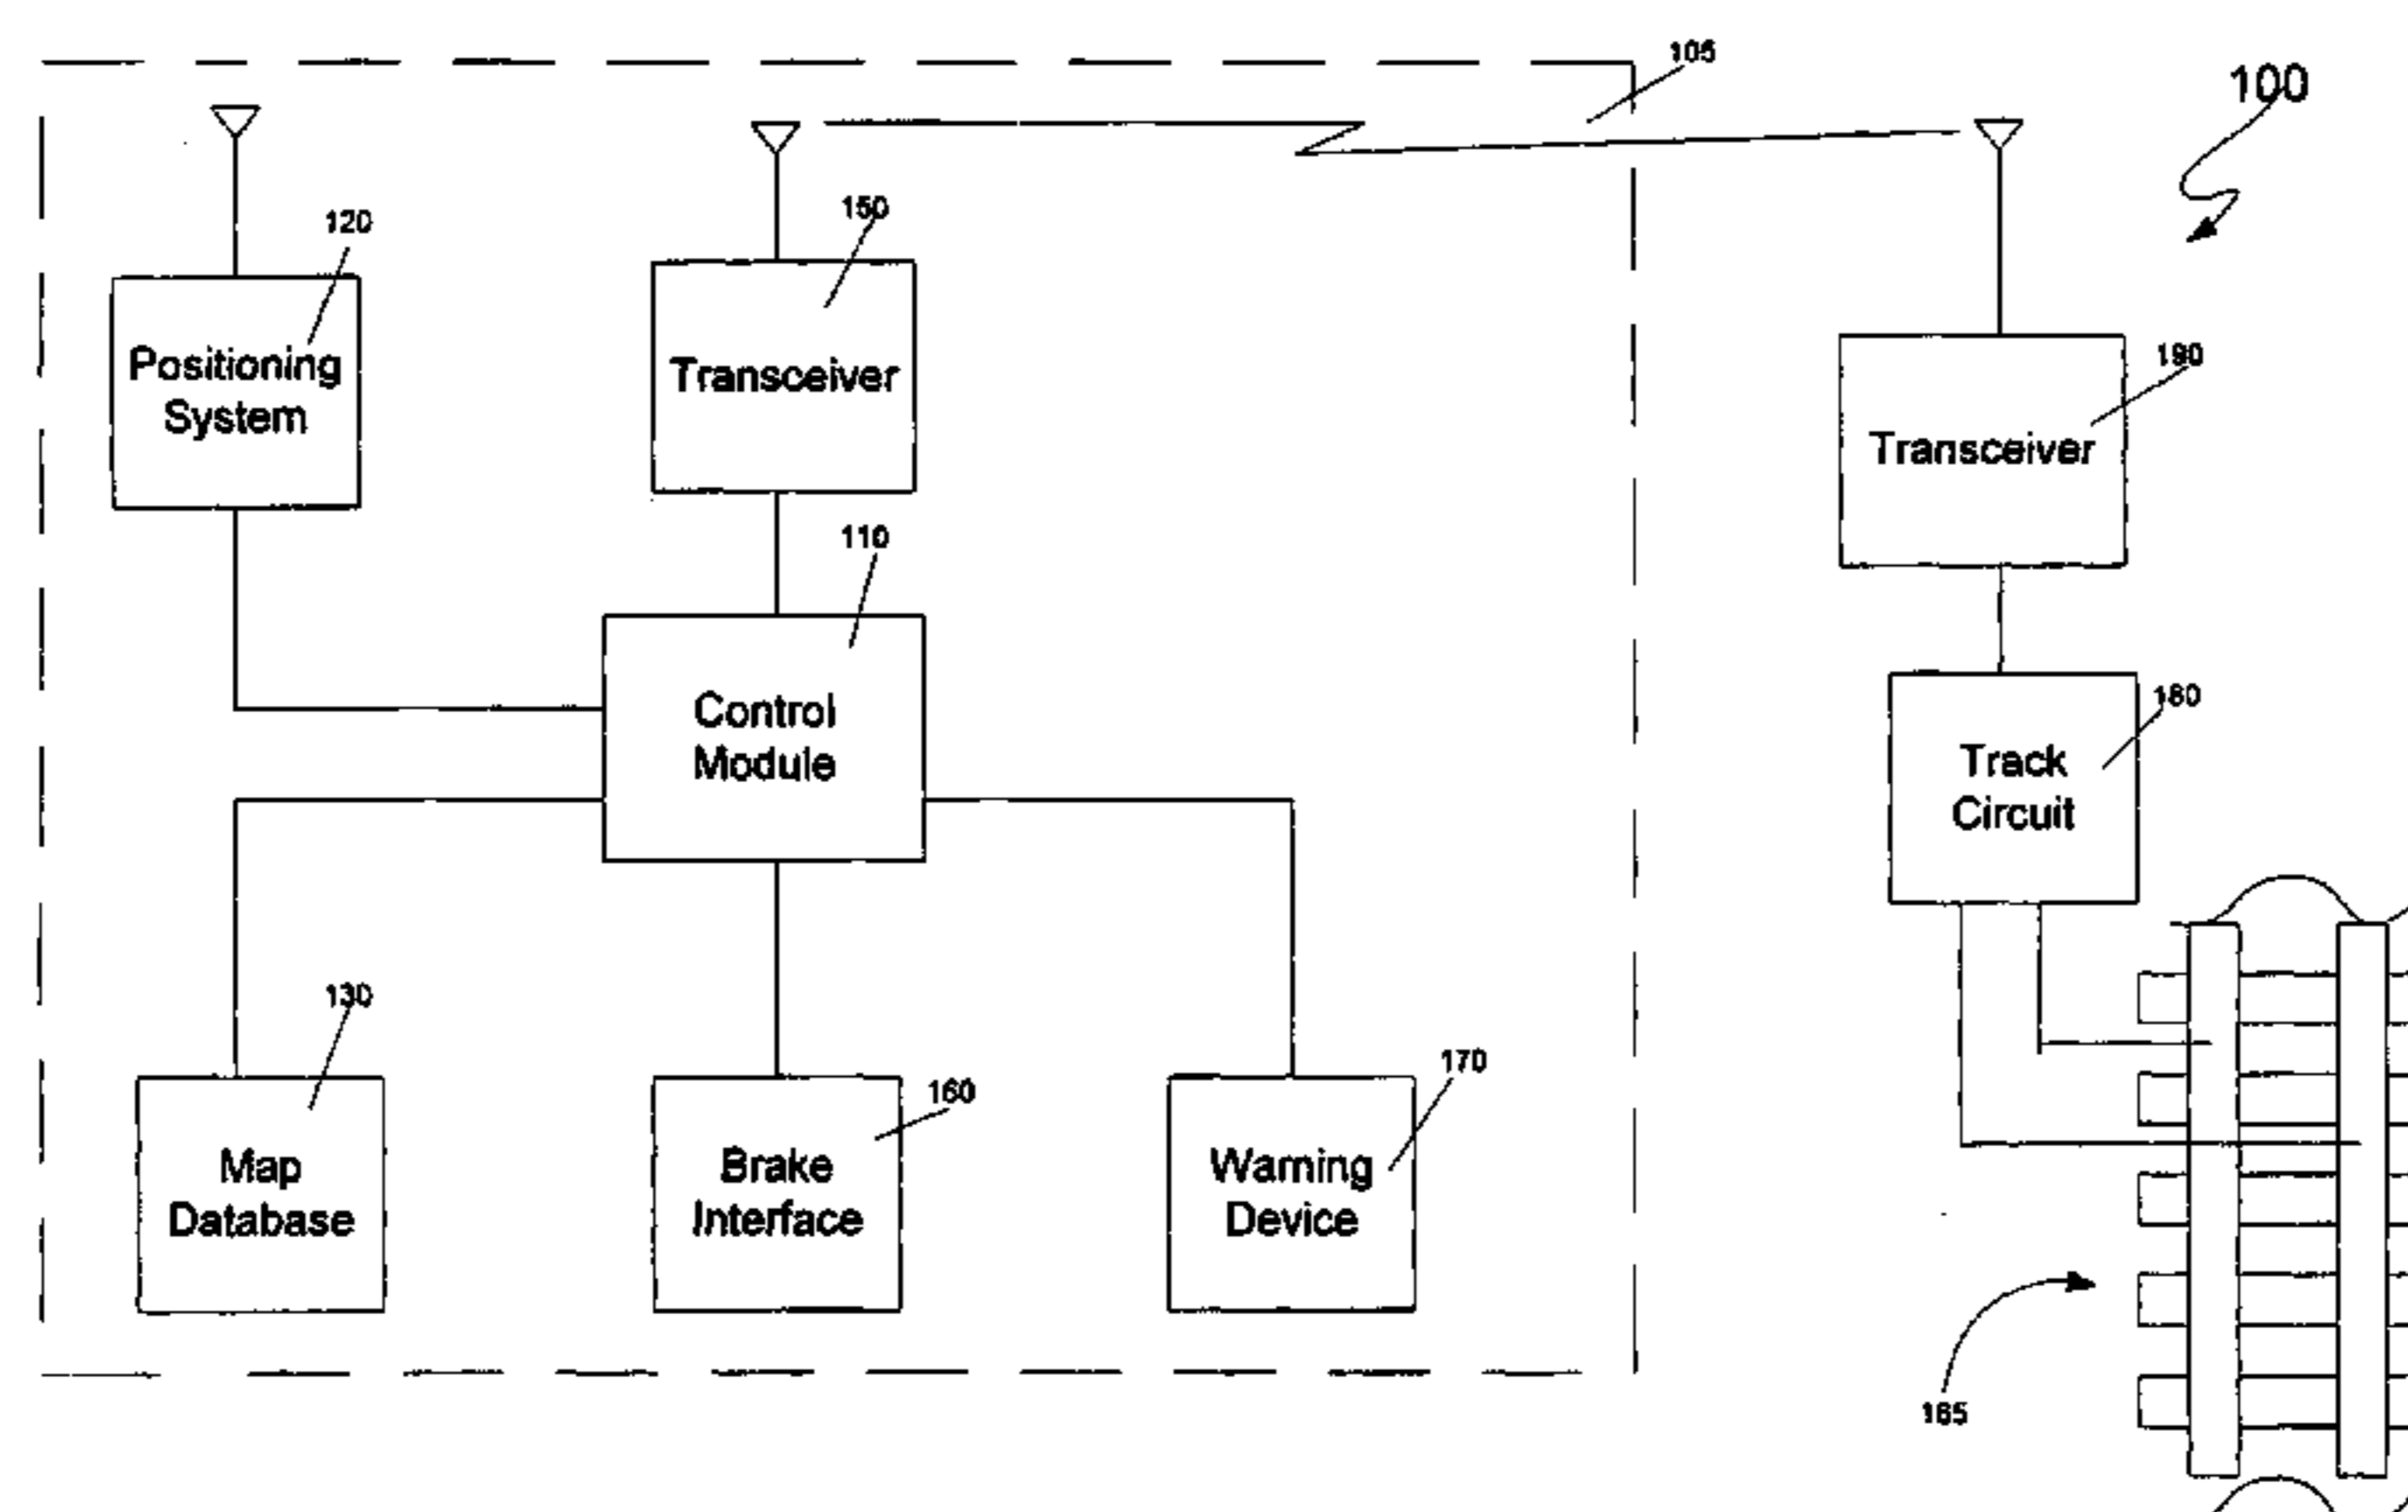 105
100
120
150
Positioning
System
Transceiver
190
Transceiver
110
Control
Module
180
Track
Circuit
130
Map
Database
160
Brake
Interface
170
Warning
Device
165